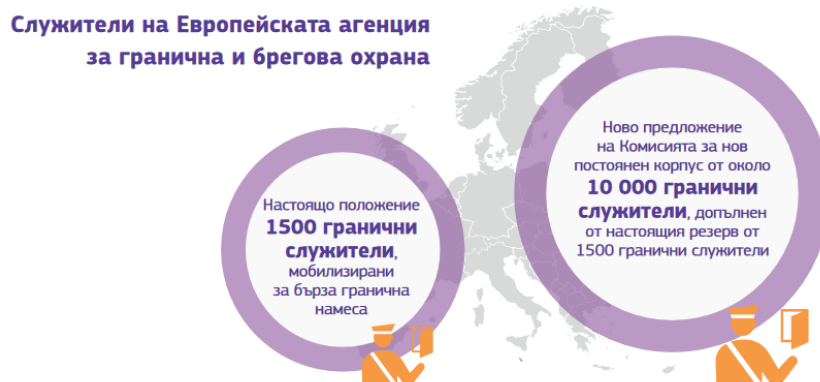 Служители на Европейската агенция
за гранична и брегова охрана
Настоящо положение
1500 гранични
служители,
мобилизирани
за бърза гранична
намеса
Ново предложение
на Комисията за нов
постоянен корпус от около
10 000 гранични
служители, допълнен
от настоящия резерв от
1500 гранични служители